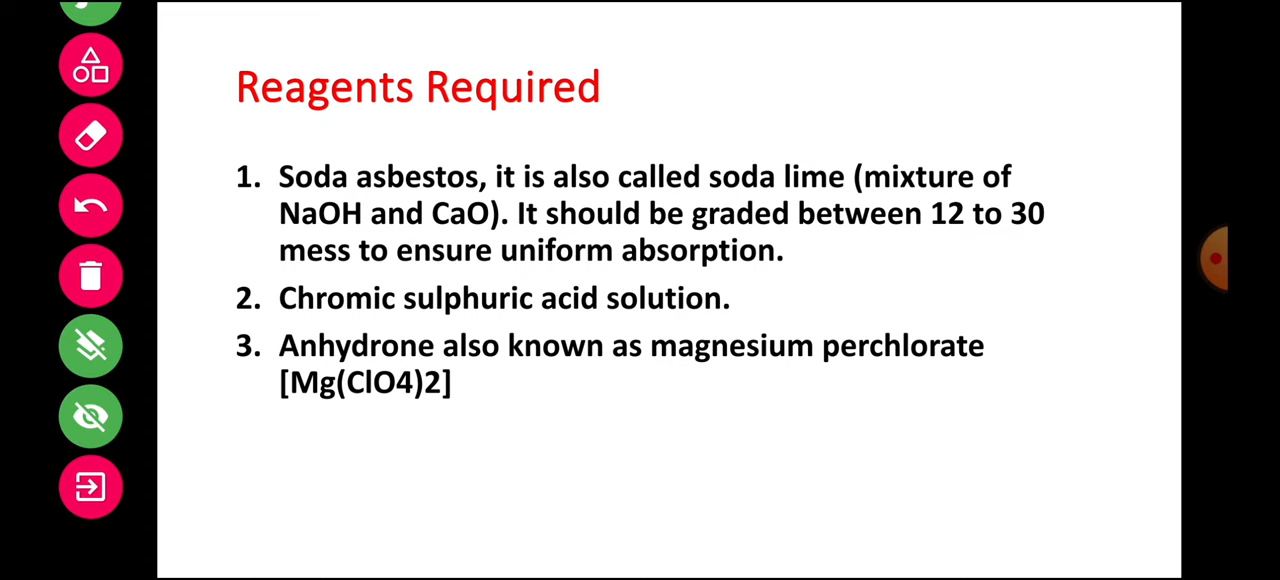 Reagents Required
1. Soda asbestos, it is also called soda lime (mixture of
NaOH and CaO). It should be graded between 12 to 30
mess to ensure uniform absorption.
2. Chromic sulphuric acid solution.
3. Anhydrone also known as magnesium perchlorate
[Mg(ClO4)2]